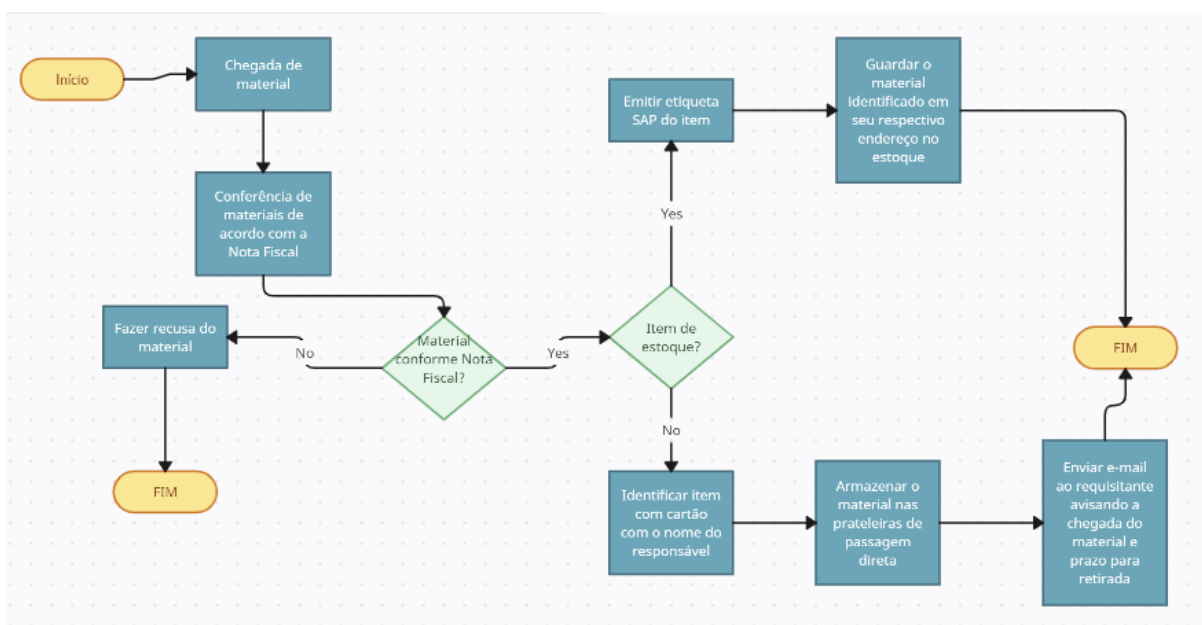 Início
Chegada de
material
Conferência de
materiais de
acordo com a
Nota Fiscal
Material
conforme Nota
Fiscal?
No
Fazer recusa do
material
FIM
Yes
Item de
estoque?
Yes
Emitir etiqueta
SAP do item
Guardar o
material
identificado em
seu respectivo
endereço no
estoque
No
Identificar item
com cartão
com o nome do
responsável
Armazenar o
material nas
prateleiras de
passagem
direta
Enviar e-mail
ao requisitante
avisando a
chegada do
material e
prazo para
retirada
FIM